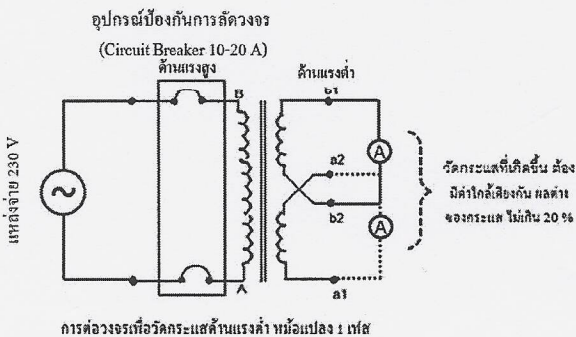 อุปกรณ์ป้องกันการลัดวงจร
(Circuit Breaker 10-20 A)
ด้านแรงสูง
ด้านแรงต่ำ
B
b1
แหล่งจ่าย 230 V
A
a2
วัดกระแสที่เกิดขึ้น ต้อง
มีค่าใกล้เคียงกัน ผลต่าง
ของกระแส ไม่เกิน 20 %
b2
A
A
a1
การต่อวงจรเพื่อวัดกระแสด้านแรงต่ำ หม้อแปลง 1 เฟส